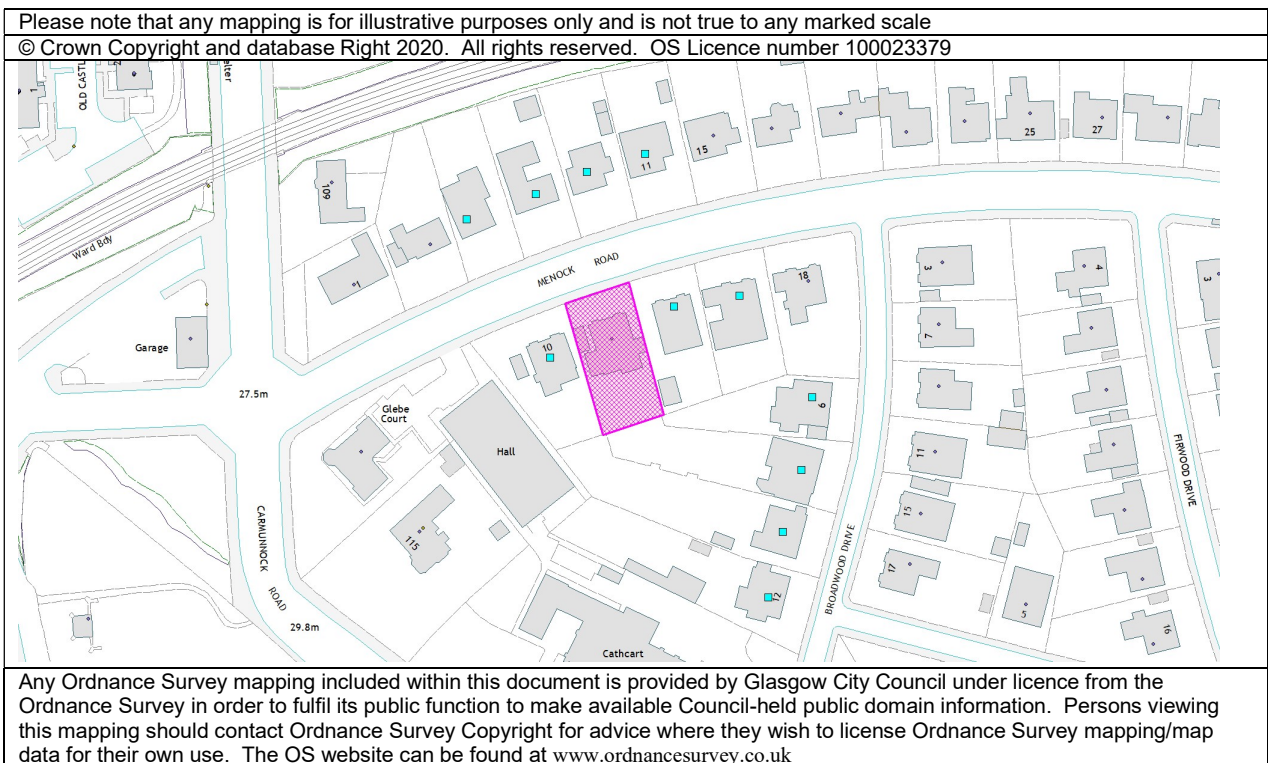 Please note that any mapping is for illustrative purposes only and is not true to any marked scale
© Crown Copyright and database Right 2020. All rights reserved. OS Licence number 100023379
OLD CASTL
1
2
alter
Ward Bdy
109
1
11
15
25
27
MENOCK ROAD
Garage
27.5m
10
18
3
4
3
7
9
Glebe
Court
Hall
11
15
17
5
16
115
12
CARMUNNOCK
ROAD
29.8m
Cathcart
BROADWOOD DRIVE
FIRWOOD DRIVE
Any Ordnance Survey mapping included within this document is provided by Glasgow City Council under licence from the
Ordnance Survey in order to fulfil its public function to make available Council-held public domain information. Persons viewing
this mapping should contact Ordnance Survey Copyright for advice where they wish to license Ordnance Survey mapping/map
data for their own use. The OS website can be found at www.ordnancesurvey.co.uk